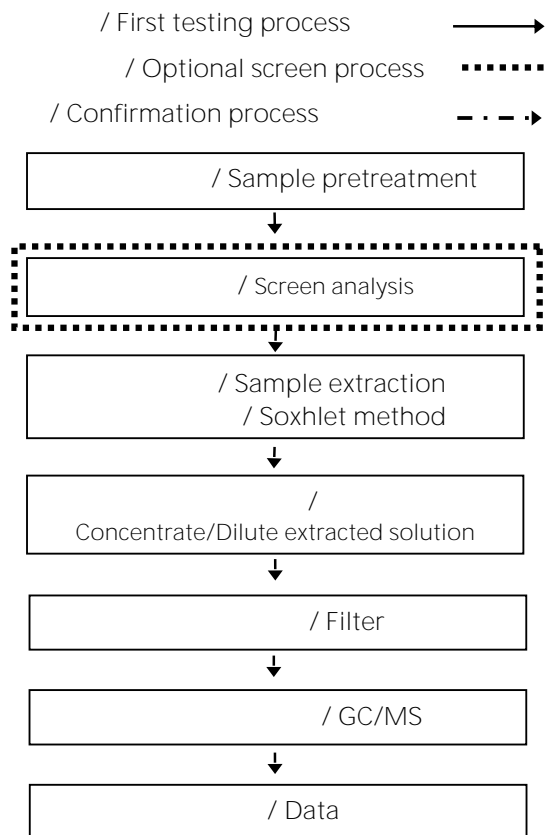 / First testing process
/ Optional screen process
/ Confirmation process
/ Sample pretreatment
/ Screen analysis
/ Sample extraction
/ Soxhlet method
/
Concentrate/Dilute extracted solution
/ Filter
/ GC/MS
/ Data